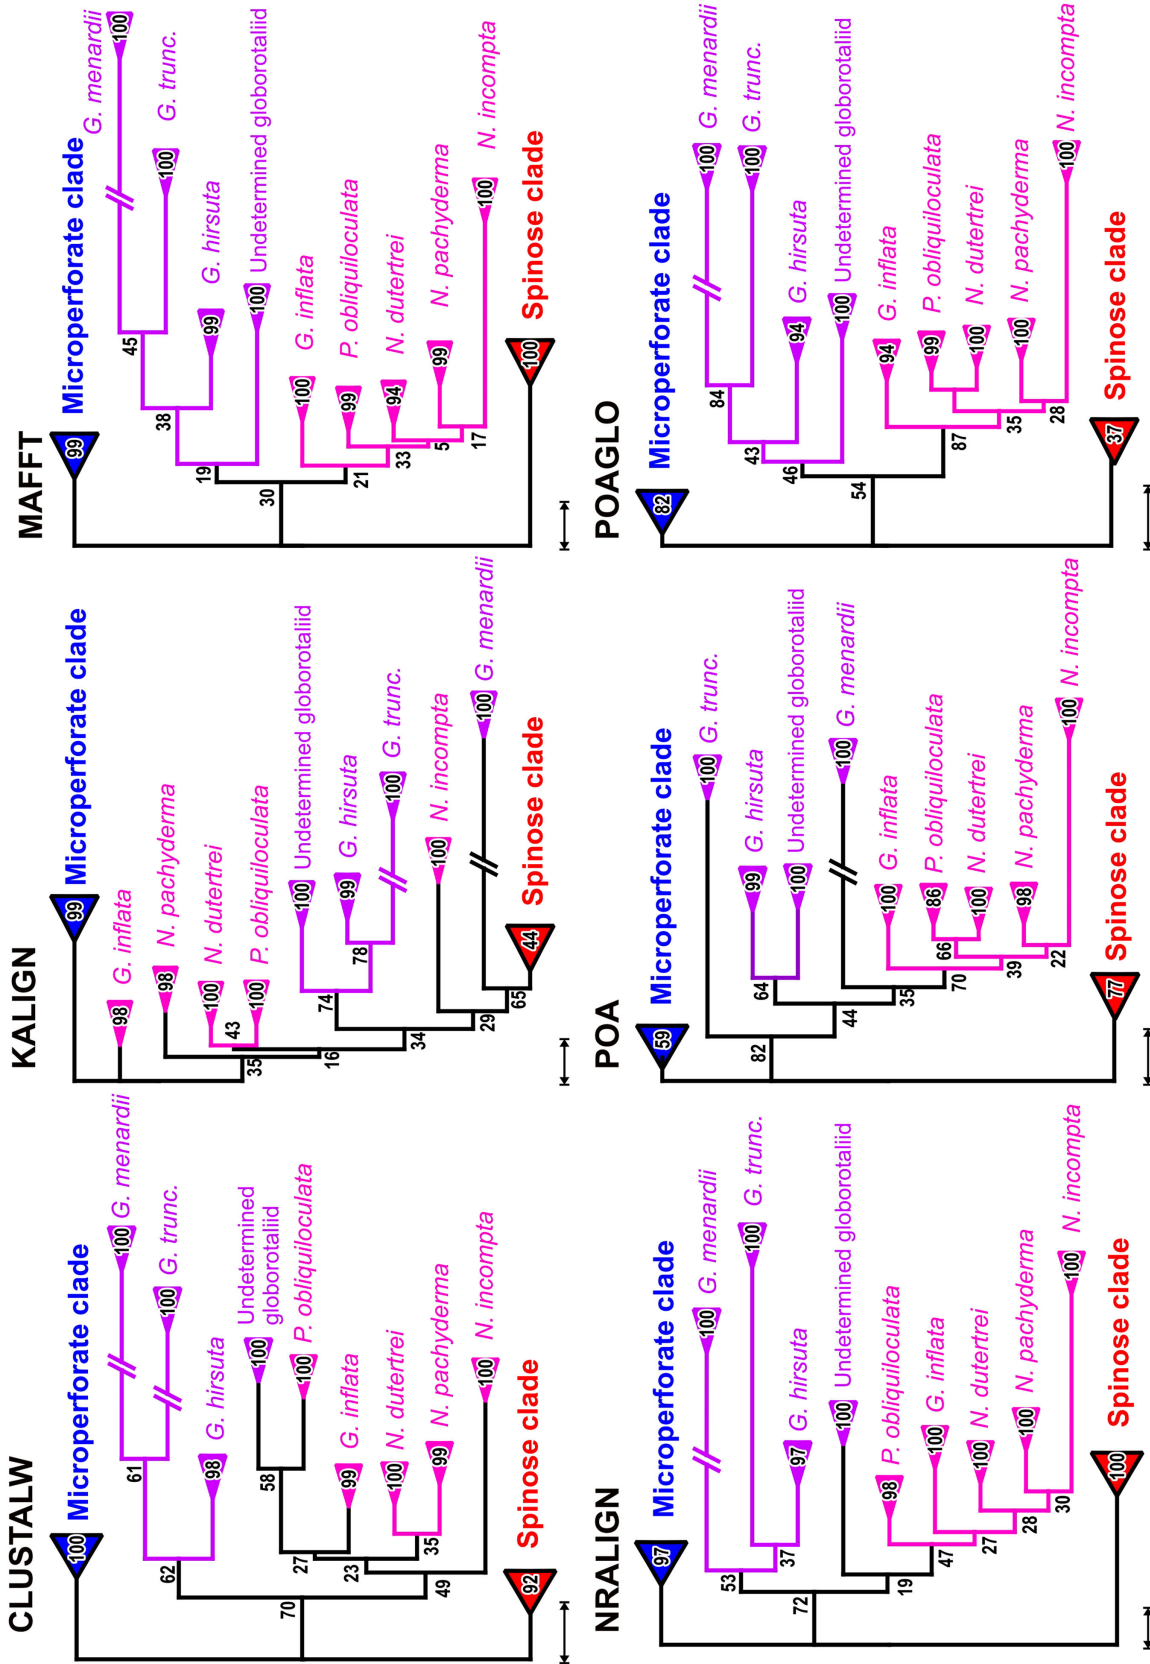 CLUSTALW
100
Microperforate clade
100
G. menardii
61
100
G. trunc.
62
98
G. hirsuta
70
100
Undetermined
globorotaliid
58
100
P. obliquiloculata
27
99
G. inflata
23
100
N. dutertrei
35
99
N. pachyderma
49
100
N. incompta
92
Spinose clade
KALIGN
99
Microperforate clade
98
G. inflata
98
N. pachyderma
100
N. dutertrei
43
100
P. obliquiloculata
35
16
100
Undetermined globorotaliid
74
99
G. hirsuta
78
100
G. trunc.
34
100
N. incompta
29
100
G. menardii
65
44
Spinose clade
MAFFT
99
Microperforate clade
100
G. menardii
45
100
G. trunc.
38
99
G. hirsuta
19
100
Undetermined globorotaliid
30
100
G. inflata
21
99
P. obliquiloculata
33
94
N. dutertrei
5
99
N. pachyderma
17
100
N. incompta
100
Spinose clade
NRALIGN
97
Microperforate clade
100
G. menardii
53
100
G. trunc.
37
97
G. hirsuta
72
100
Undetermined globorotaliid
19
98
P. obliquiloculata
47
100
G. inflata
27
100
N. dutertrei
28
100
N. pachyderma
30
100
N. incompta
100
Spinose clade
POA
59
Microperforate clade
100
G. trunc.
82
99
G. hirsuta
64
100
Undetermined globorotaliid
44
100
G. menardii
35
100
G. inflata
70
86
P. obliquiloculata
66
100
N. dutertrei
39
98
N. pachyderma
22
100
N. incompta
77
Spinose clade
POAGLO
82
Microperforate clade
100
G. menardii
84
100
G. trunc.
43
94
G. hirsuta
46
100
Undetermined globorotaliid
54
94
G. inflata
87
99
P. obliquiloculata
100
N. dutertrei
35
100
N. pachyderma
28
100
N. incompta
37
Spinose clade